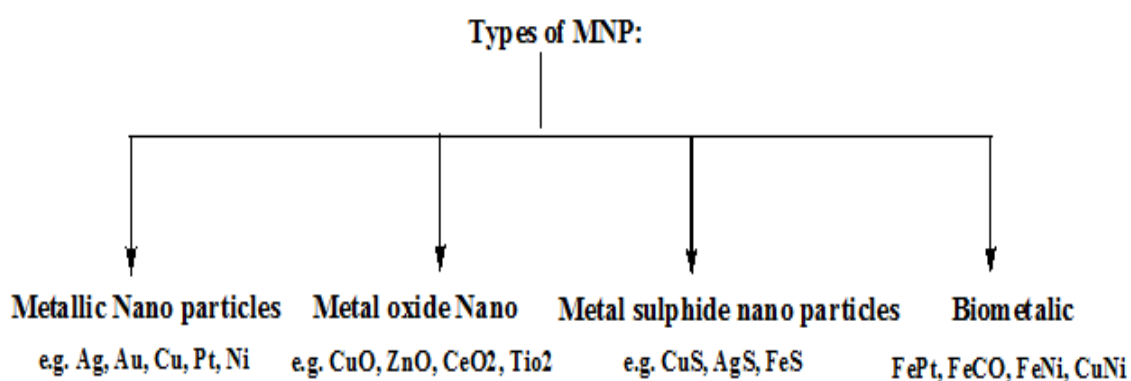 Types of MNP:
Metallic Nano particles
e.g. Ag, Au, Cu, Pt, Ni
Metal oxide Nano
e.g. CuO, ZnO, CeO2, Tio2
Metal sulphide nano particles
e.g. CuS, AgS, FeS
Biometalic
FePt, FeCO, FeNi, CuNi